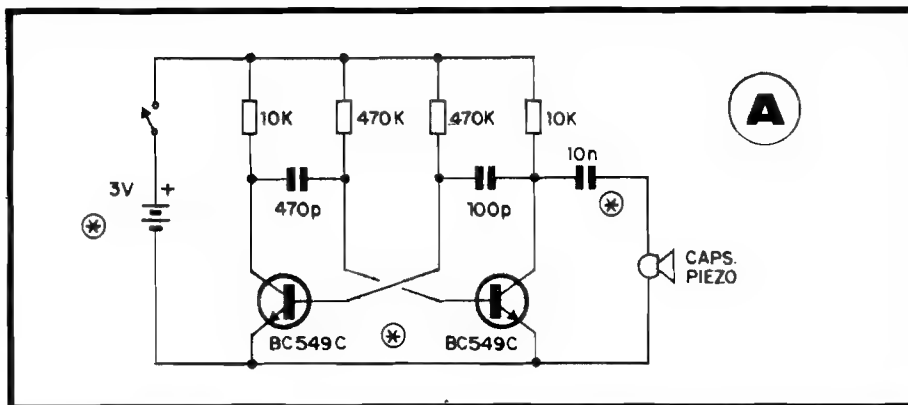 A
10K
470K
470K
10K
10n
3V
+
470p
100p
CAPS.
PIEZO
BC549C
BC549C